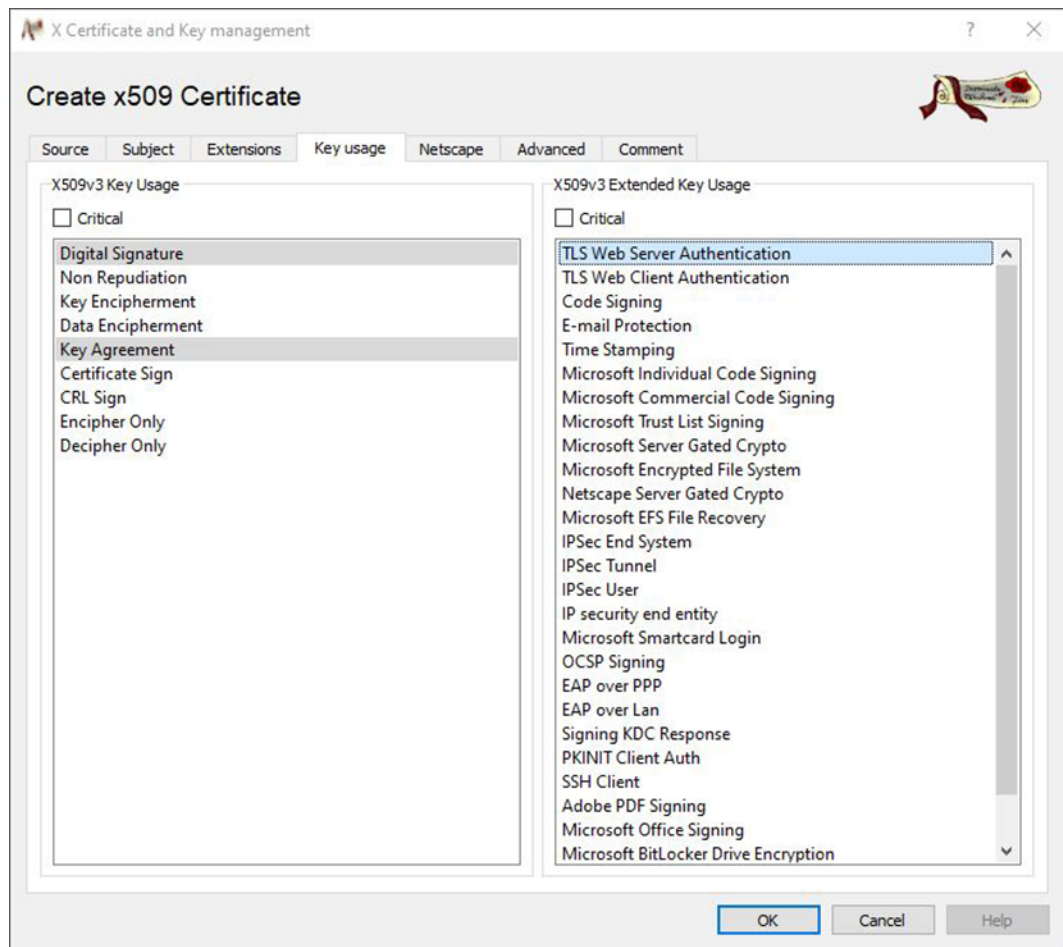 X Certificate and Key management
?
Create x509 Certificate
Source Subject Extensions Key usage Netscape Advanced Comment
X509v3 Key Usage
Critical
Digital Signature
Non Repudiation
Key Encipherment
Data Encipherment
Key Agreement
Certificate Sign
CRL Sign
Encipher Only
Decipher Only
X509v3 Extended Key Usage
Critical
TLS Web Server Authentication
TLS Web Client Authentication
Code Signing
E-mail Protection
Time Stamping
Microsoft Individual Code Signing
Microsoft Commercial Code Signing
Microsoft Trust List Signing
Microsoft Server Gated Crypto
Microsoft Encrypted File System
Netscape Server Gated Crypto
Microsoft EFS File Recovery
IPSec End System
IPSec Tunnel
IPSec User
IP security end entity
Microsoft Smartcard Login
OCSP Signing
EAP over PPP
EAP over Lan
Signing KDC Response
PKINIT Client Auth
SSH Client
Adobe PDF Signing
Microsoft Office Signing
Microsoft BitLocker Drive Encryption
OK Cancel Help